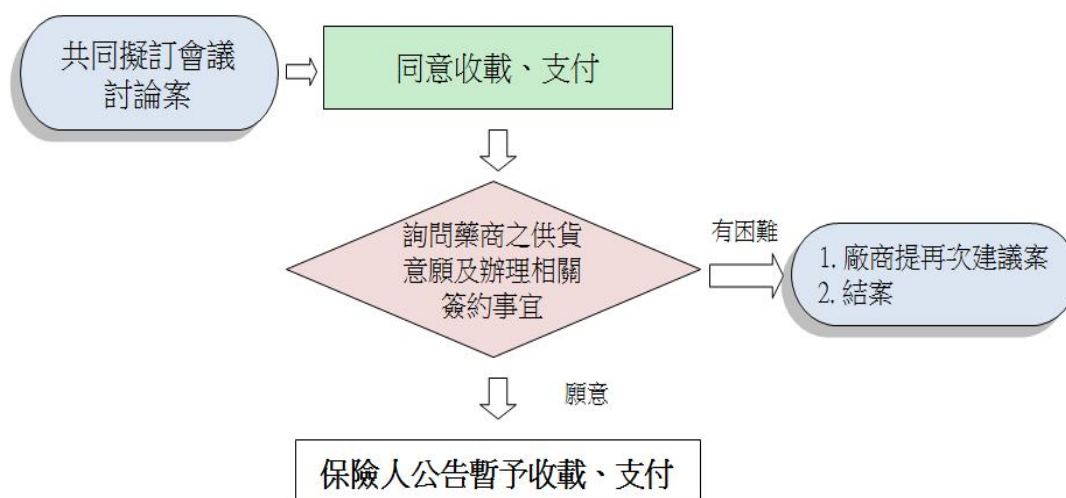 共同擬訂會議
討論案
同意收載、支付
詢問藥商之供貨
意願及辦理相關
簽約事宜
有困難
1. 廠商提再次建議案
2. 結案
願意
保險人公告暫予收載、支付